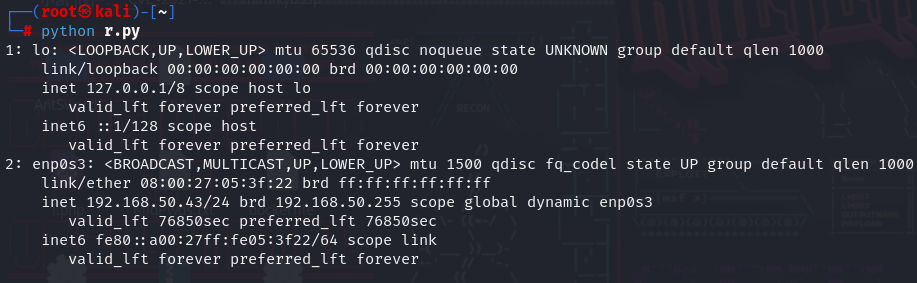 ┌──(root㉿kali)-[~]
└─# python r.py
1: lo: <LOOPBACK,UP,LOWER_UP> mtu 65536 qdisc noqueue state UNKNOWN group default qlen 1000
    link/loopback 00:00:00:00:00:00 brd 00:00:00:00:00:00
    inet 127.0.0.1/8 scope host lo
       valid_lft forever preferred_lft forever
    inet6 ::1/128 scope host
       valid_lft forever preferred_lft forever
2: enp0s3: <BROADCAST,MULTICAST,UP,LOWER_UP> mtu 1500 qdisc fq_codel state UP group default qlen 1000
    link/ether 08:00:27:05:3f:22 brd ff:ff:ff:ff:ff:ff
    inet 192.168.50.43/24 brd 192.168.50.255 scope global dynamic enp0s3
       valid_lft 76850sec preferred_lft 76850sec
    inet6 fe80::a00:27ff:fe05:3f22/64 scope link
       valid_lft forever preferred_lft forever